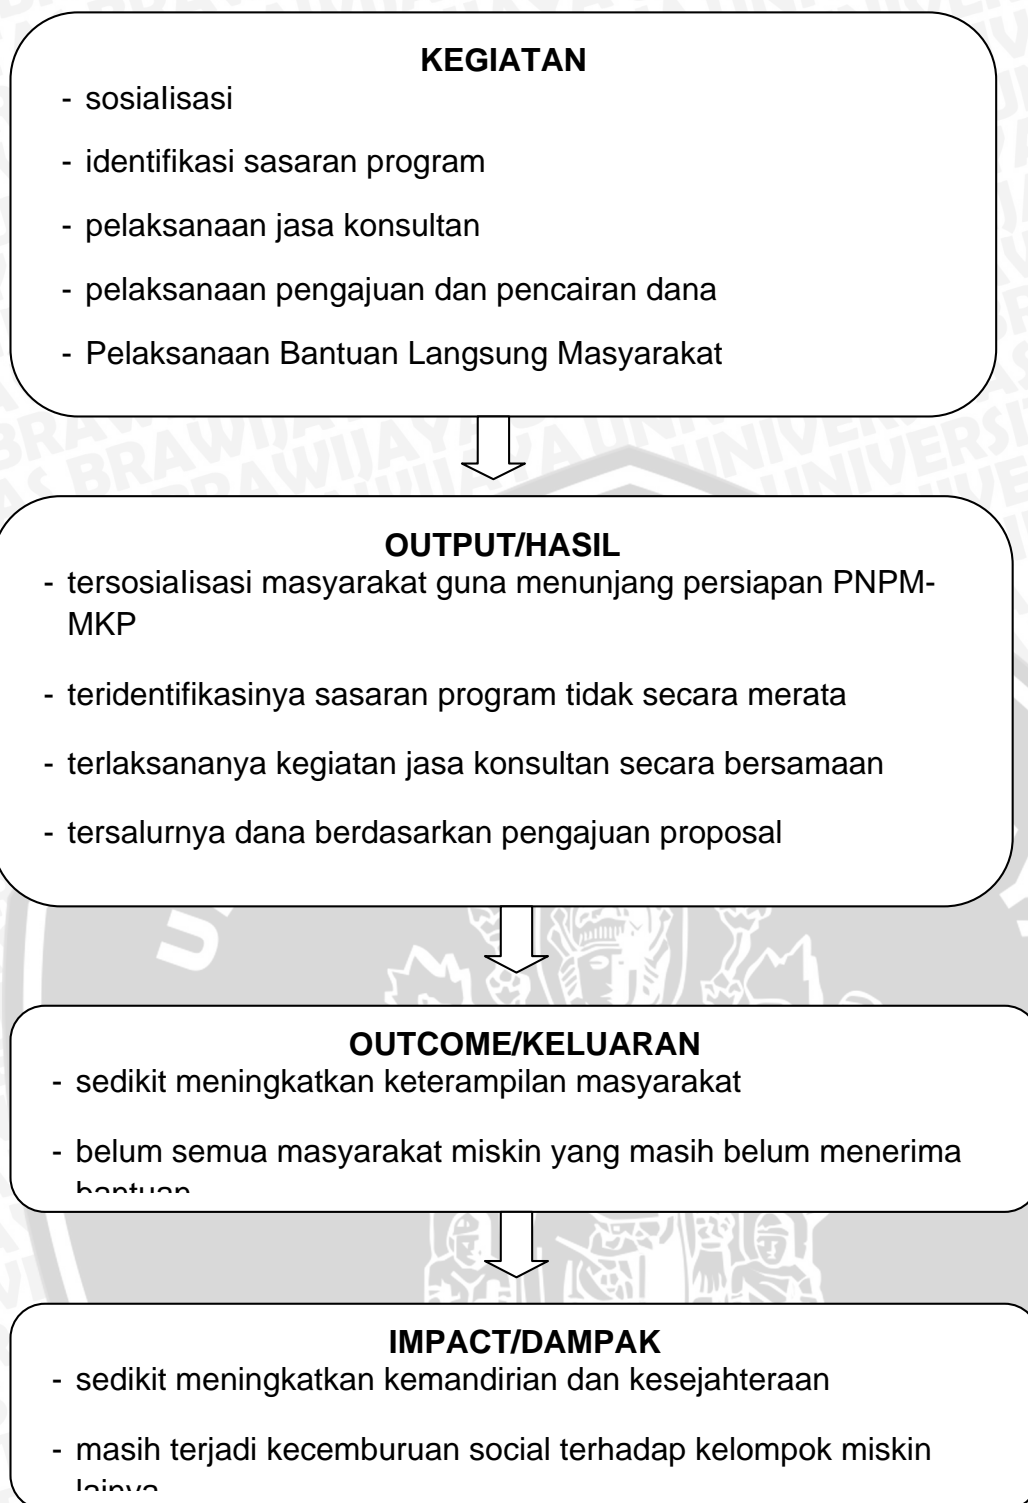 KEGIATAN
- sosialisasi
- identifikasi sasaran program
- pelaksanaan jasa konsultan
- pelaksanaan pengajuan dan pencairan dana
- Pelaksanaan Bantuan Langsung Masyarakat
OUTPUT/HASIL
- tersosialisasi masyarakat guna menunjang persiapan PNPM-
MKP
- teridentifikasinya sasaran program tidak secara merata
- terlaksananya kegiatan jasa konsultan secara bersamaan
- tersalurnya dana berdasarkan pengajuan proposal
OUTCOME/KELUARAN
- sedikit meningkatkan keterampilan masyarakat
- belum semua masyarakat miskin yang masih belum menerima
bantuan
IMPACT/DAMPAK
- sedikit meningkatkan kemandirian dan kesejahteraan
- masih terjadi kecemburuan social terhadap kelompok miskin
lainya